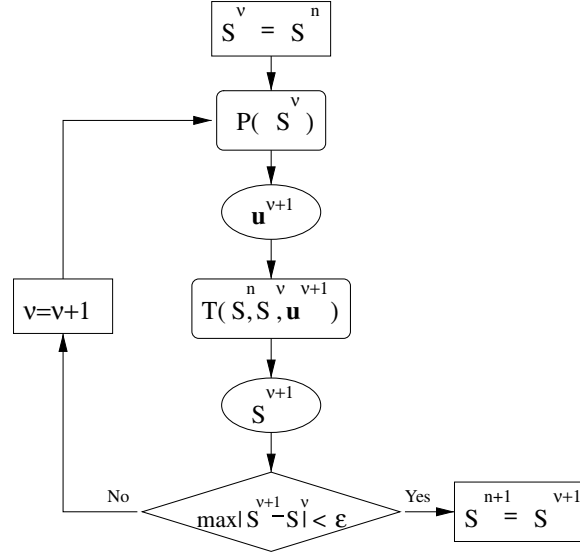 S^ν = S^n
P( S^ν )
u^ν+1
T( S^n, S^ν, u^ν+1 )
ν=ν+1
S^ν+1
No
max|S^ν+1 − S^ν| < ε
Yes
S^n+1 = S^ν+1